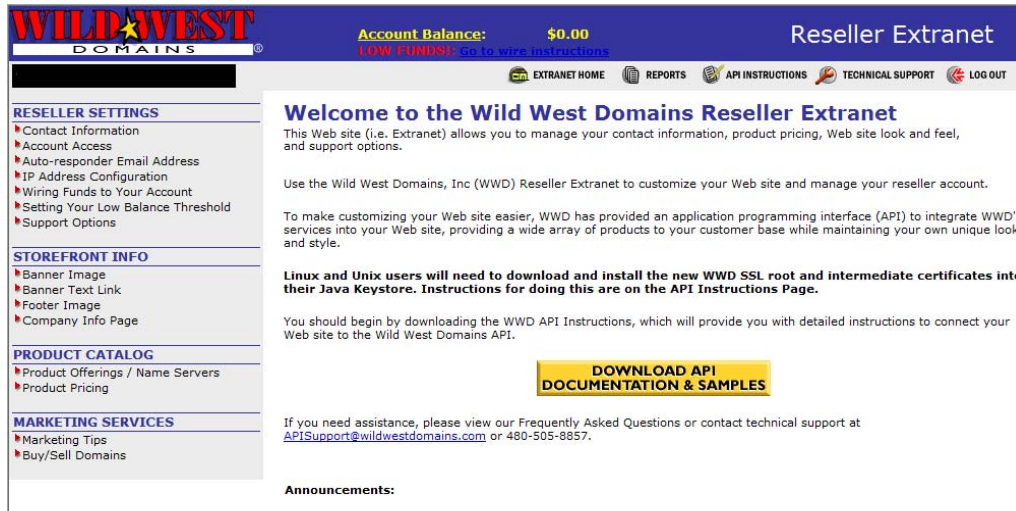 WILD WEST
DOMAINS ®
Account Balance: $0.00
LOW FUNDS!: Go to wire instructions
Reseller Extranet
EXTRANET HOME REPORTS API INSTRUCTIONS TECHNICAL SUPPORT LOG OUT
RESELLER SETTINGS
Contact Information
Account Access
Auto-responder Email Address
IP Address Configuration
Wiring Funds to Your Account
Setting Your Low Balance Threshold
Support Options
STOREFRONT INFO
Banner Image
Banner Text Link
Footer Image
Company Info Page
PRODUCT CATALOG
Product Offerings / Name Servers
Product Pricing
MARKETING SERVICES
Marketing Tips
Buy/Sell Domains
Welcome to the Wild West Domains Reseller Extranet
This Web site (i.e. Extranet) allows you to manage your contact information, product pricing, Web site look and feel,
and support options.
Use the Wild West Domains, Inc (WWD) Reseller Extranet to customize your Web site and manage your reseller account.
To make customizing your Web site easier, WWD has provided an application programming interface (API) to integrate WWD'
services into your Web site, providing a wide array of products to your customer base while maintaining your own unique look
and style.
Linux and Unix users will need to download and install the new WWD SSL root and intermediate certificates int
their Java Keystore. Instructions for doing this are on the API Instructions Page.
You should begin by downloading the WWD API Instructions, which will provide you with detailed instructions to connect your
Web site to the Wild West Domains API.
DOWNLOAD API
DOCUMENTATION & SAMPLES
If you need assistance, please view our Frequently Asked Questions or contact technical support at
APISupport@wildwestdomains.com or 480-505-8857.
Announcements: